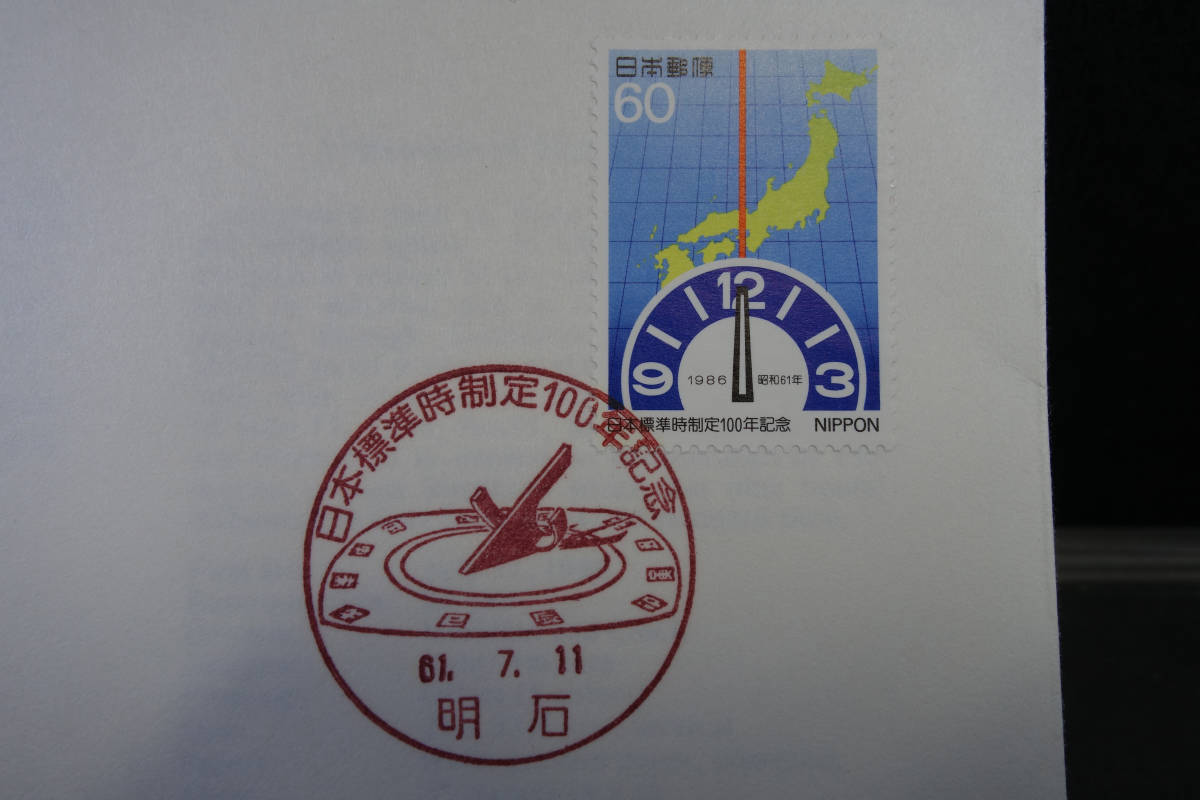 日本郵便
60
12
9
3
1986 昭和61年
日本標準時制定100年記念 NIPPON
日本標準時制定100年記念
61. 7. 11
明石